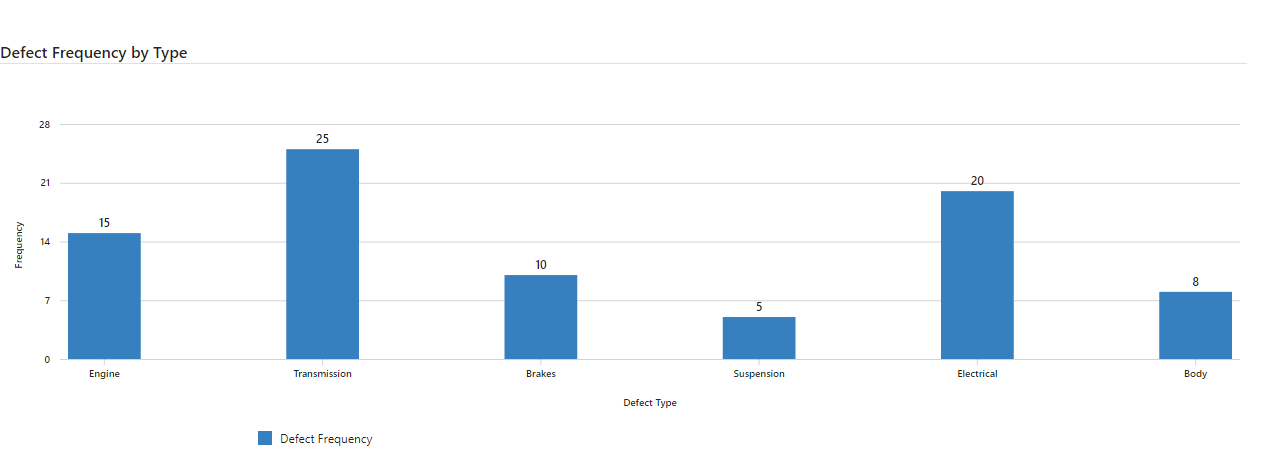 Defect Frequency by Type
28
21
14
7
0
Frequency
15
25
10
5
20
8
Engine Transmission Brakes Suspension Electrical Body
Defect Type
Defect Frequency